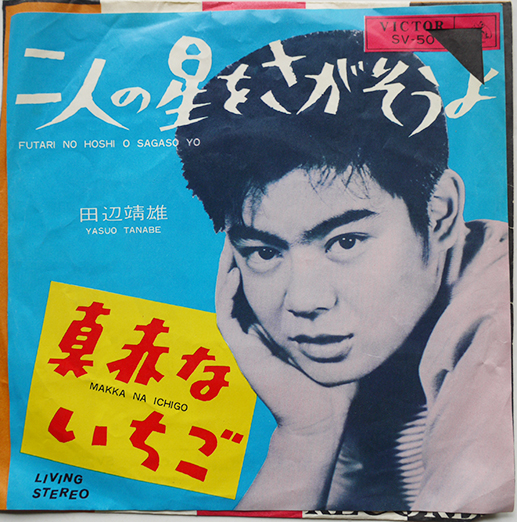 VICTOR
SV-50
二人の星をさがそうよ
FUTARI NO HOSHI O SAGASO YO
田辺靖雄
YASUO TANABE
真赤な
MAKKA NA ICHIGO
いちご
LIVING
STEREO